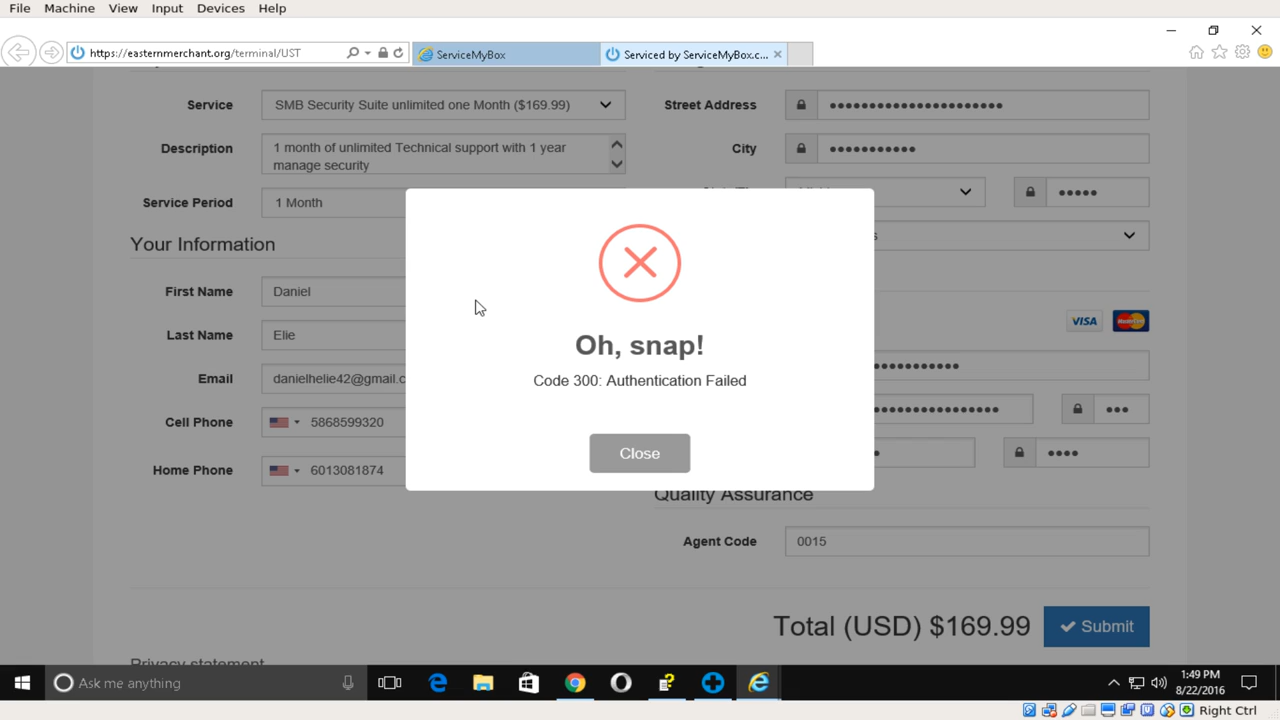 File Machine View Input Devices Help
https://easternmerchant.org/terminal/UST
ServiceMyBox
Serviced by ServiceMyBox.c...
Service
SMB Security Suite unlimited one Month ($169.99)
Street Address
Description
1 month of unlimited Technical support with 1 year
manage security
City
Service Period
1 Month
Your Information
First Name
Daniel
Last Name
Elie
Email
danielhelie42@gmail.c
Cell Phone
5868599320
Home Phone
6013081874
VISA
MasterCard
Oh, snap!
Code 300: Authentication Failed
Close
Quality Assurance
Agent Code
0015
Total (USD) $169.99
Submit
Privacy statement
Ask me anything
1:49 PM
8/22/2016
Right Ctrl